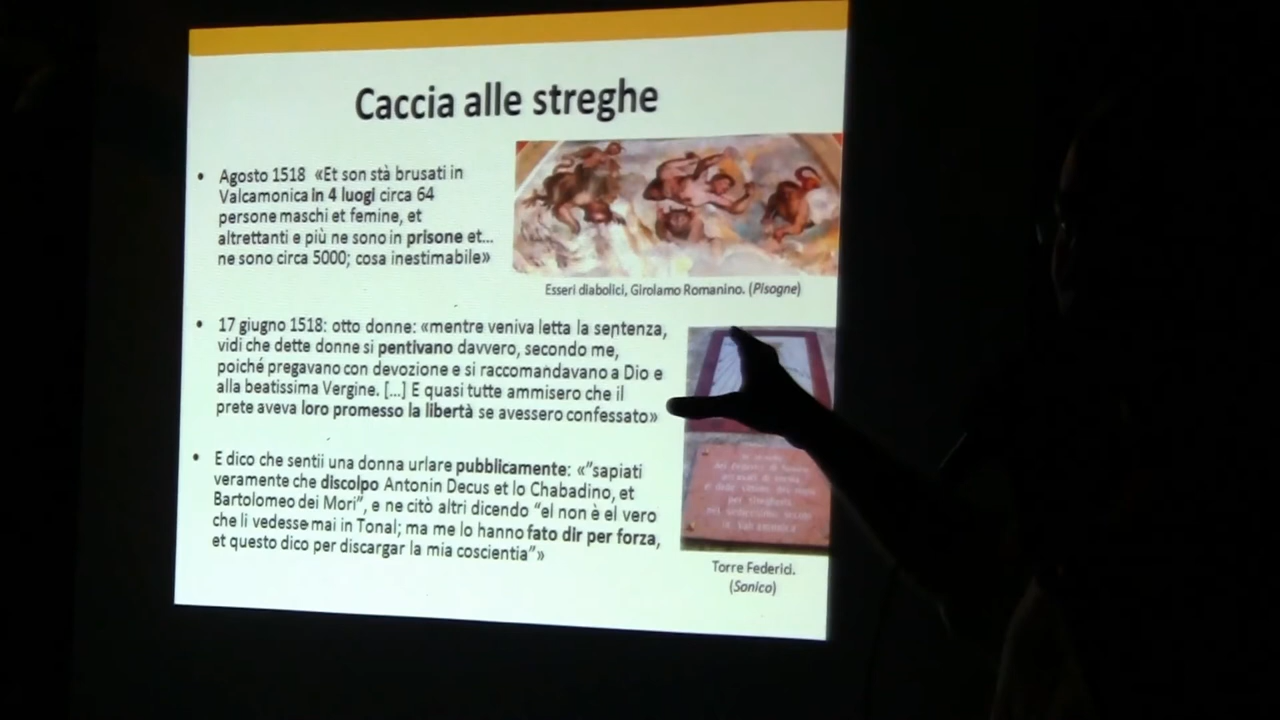 Caccia alle streghe
• Agosto 1518 «Et son stà brusati in
Valcamonica in 4 luogi circa 64
persone maschi et femine, et
altrettanti e più ne sono in prisone et...
ne sono circa 5000; cosa inestimabile»
Esseri diabolici, Girolamo Romanino. (Pisogne)
• 17 giugno 1518: otto donne: «mentre veniva letta la sentenza,
vidi che dette donne si pentivano davvero, secondo me,
poiché pregavano con devozione e si raccomandavano a Dio e
alla beatissima Vergine. [...] E quasi tutte ammisero che il
prete aveva loro promesso la libertà se avessero confessato»
• E dico che sentii una donna urlare pubblicamente: «"sapiati
veramente che discolpo Antonin Decus et lo Chabadino, et
Bartolomeo dei Mori", e ne citò altri dicendo "el non è el vero
che li vedesse mai in Tonal; ma me lo hanno fato dir per forza,
et questo dico per discargar la mia coscientia"»
per stregheria
Torre Federici.
(Sonico)